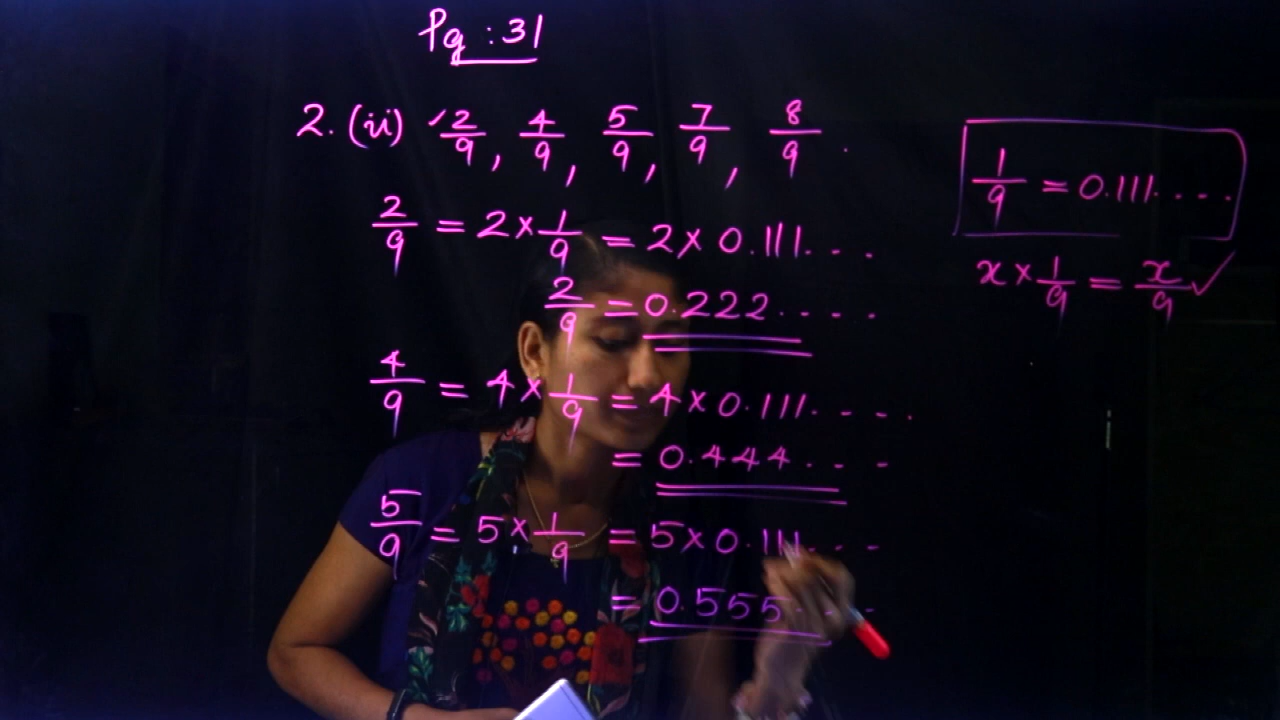 Pg : 31
2. (ii) 2/9, 4/9, 5/9, 7/9, 8/9.
1/9 = 0.111....
x × 1/9 = x/9 ✓
2/9 = 2 × 1/9 = 2 × 0.111...
2/9 = 0.222....
4/9 = 4 × 1/9 = 4 × 0.111....
= 0.444...
5/9 = 5 × 1/9 = 5 × 0.111...
= 0.555...